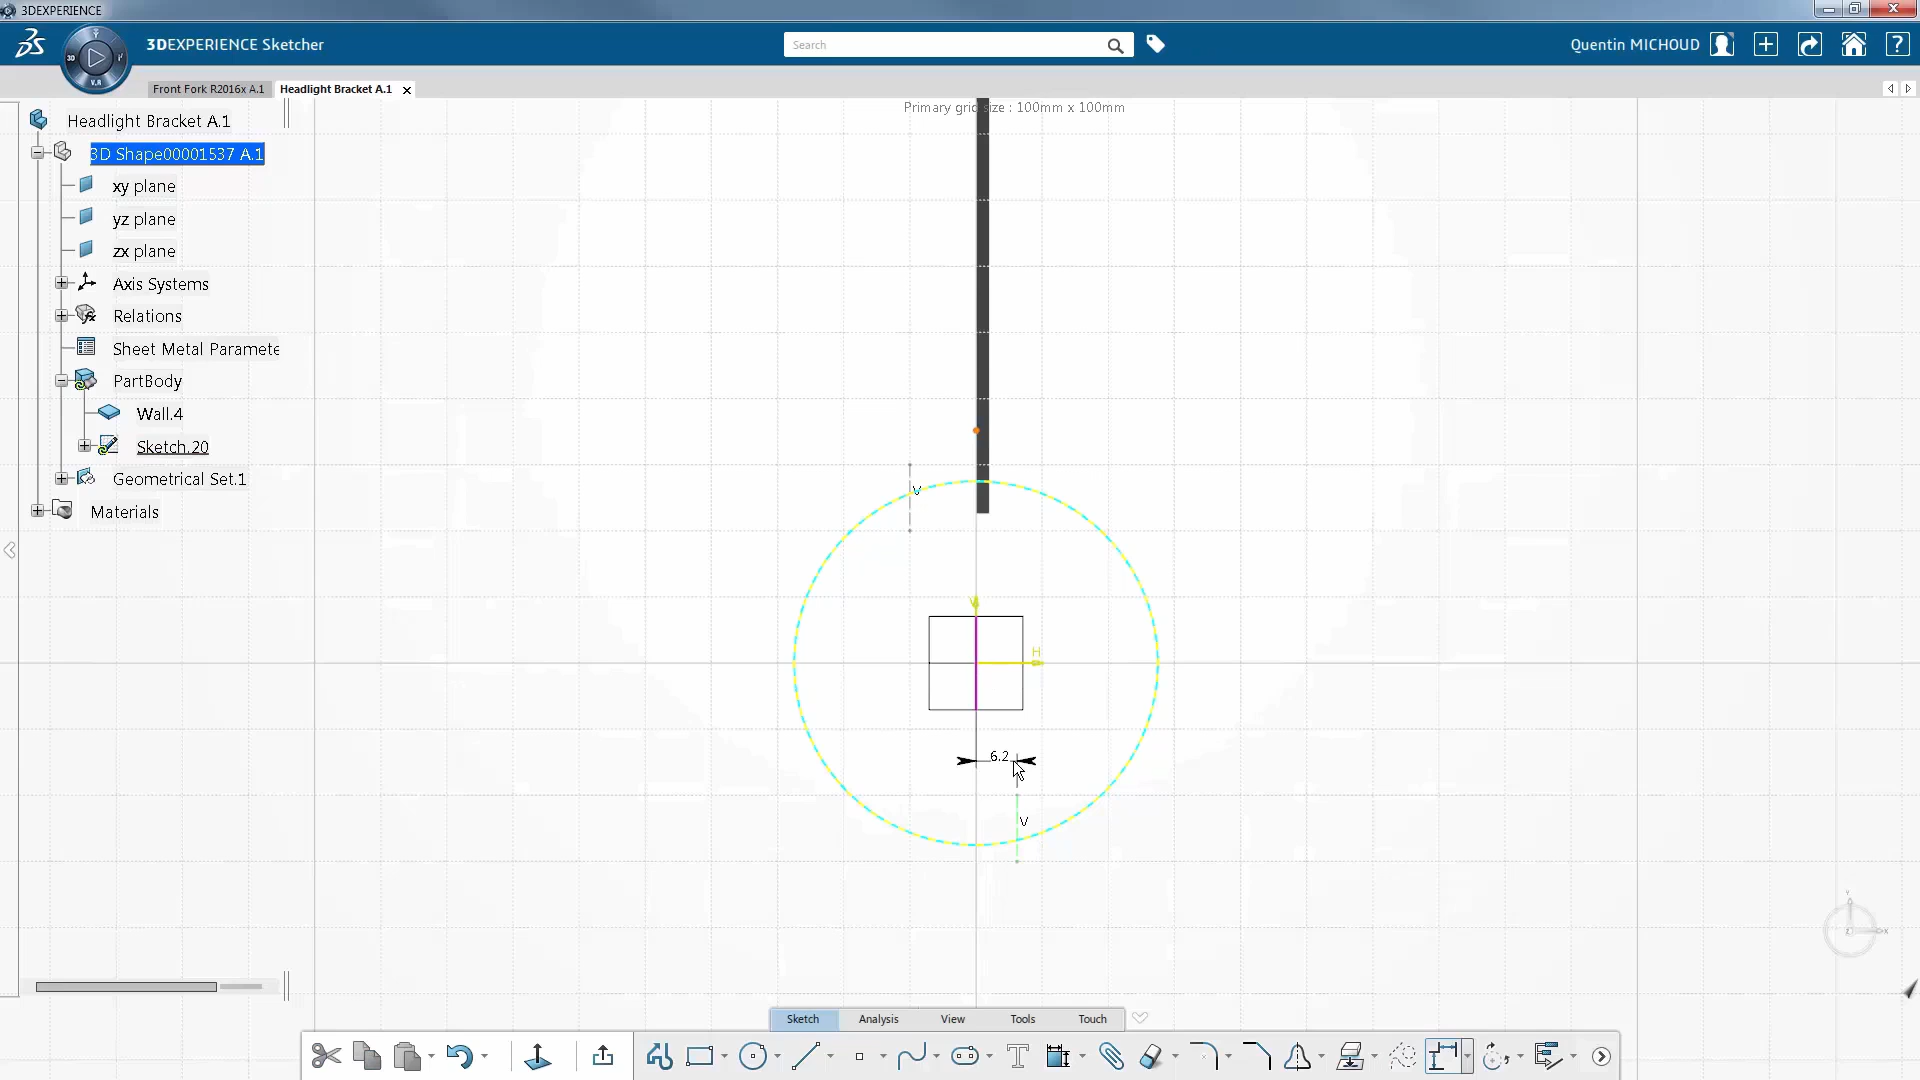 3DEXPERIENCE
3DEXPERIENCE Sketcher
Search
Quentin MICHOUD
3D
V.R
Front Fork R2016x A.1
Headlight Bracket A.1
Primary grid size : 100mm x 100mm
Headlight Bracket A.1
3D Shape00001537 A.1
xy plane
yz plane
zx plane
Axis Systems
Relations
Sheet Metal Paramete
PartBody
Wall.4
Sketch.20
Geometrical Set.1
Materials
V
V
H
6.2
V
Sketch
Analysis
View
Tools
Touch